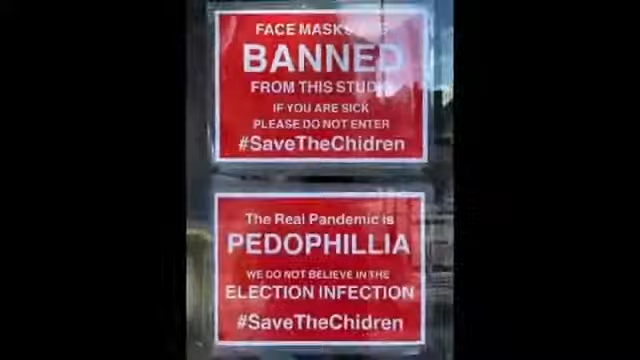 FACE MASKS
BANNED
FROM THIS STUDIO
IF YOU ARE SICK
PLEASE DO NOT ENTER
#SaveTheChidren
The Real Pandemic is
PEDOPHILLIA
WE DO NOT BELIEVE IN THE
ELECTION INFECTION
#SaveTheChidren